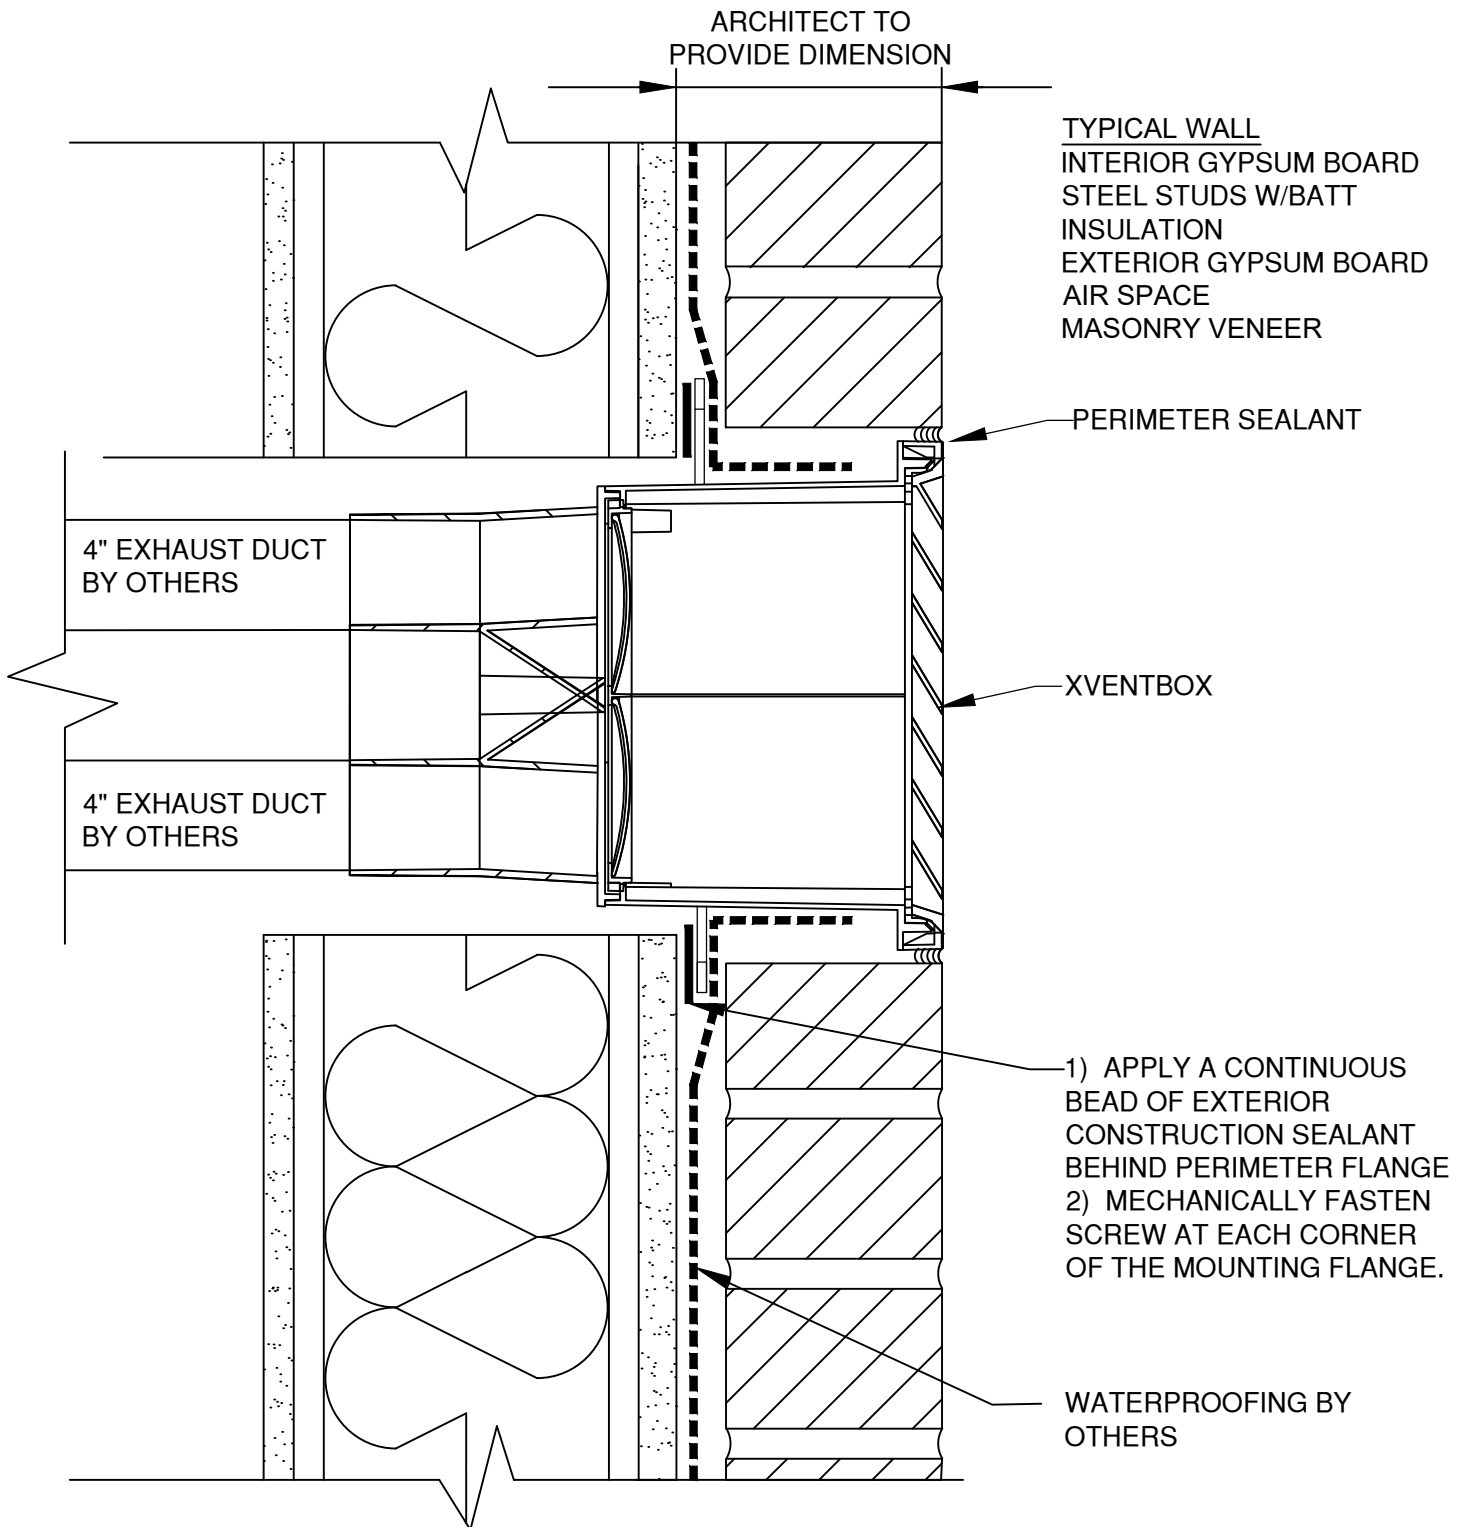 ARCHITECT TO
PROVIDE DIMENSION
TYPICAL WALL
INTERIOR GYPSUM BOARD
STEEL STUDS W/BATT
INSULATION
EXTERIOR GYPSUM BOARD
AIR SPACE
MASONRY VENEER
PERIMETER SEALANT
4" EXHAUST DUCT
BY OTHERS
XVENTBOX
4" EXHAUST DUCT
BY OTHERS
1) APPLY A CONTINUOUS
BEAD OF EXTERIOR
CONSTRUCTION SEALANT
BEHIND PERIMETER FLANGE
2) MECHANICALLY FASTEN
SCREW AT EACH CORNER
OF THE MOUNTING FLANGE.
WATERPROOFING BY
OTHERS